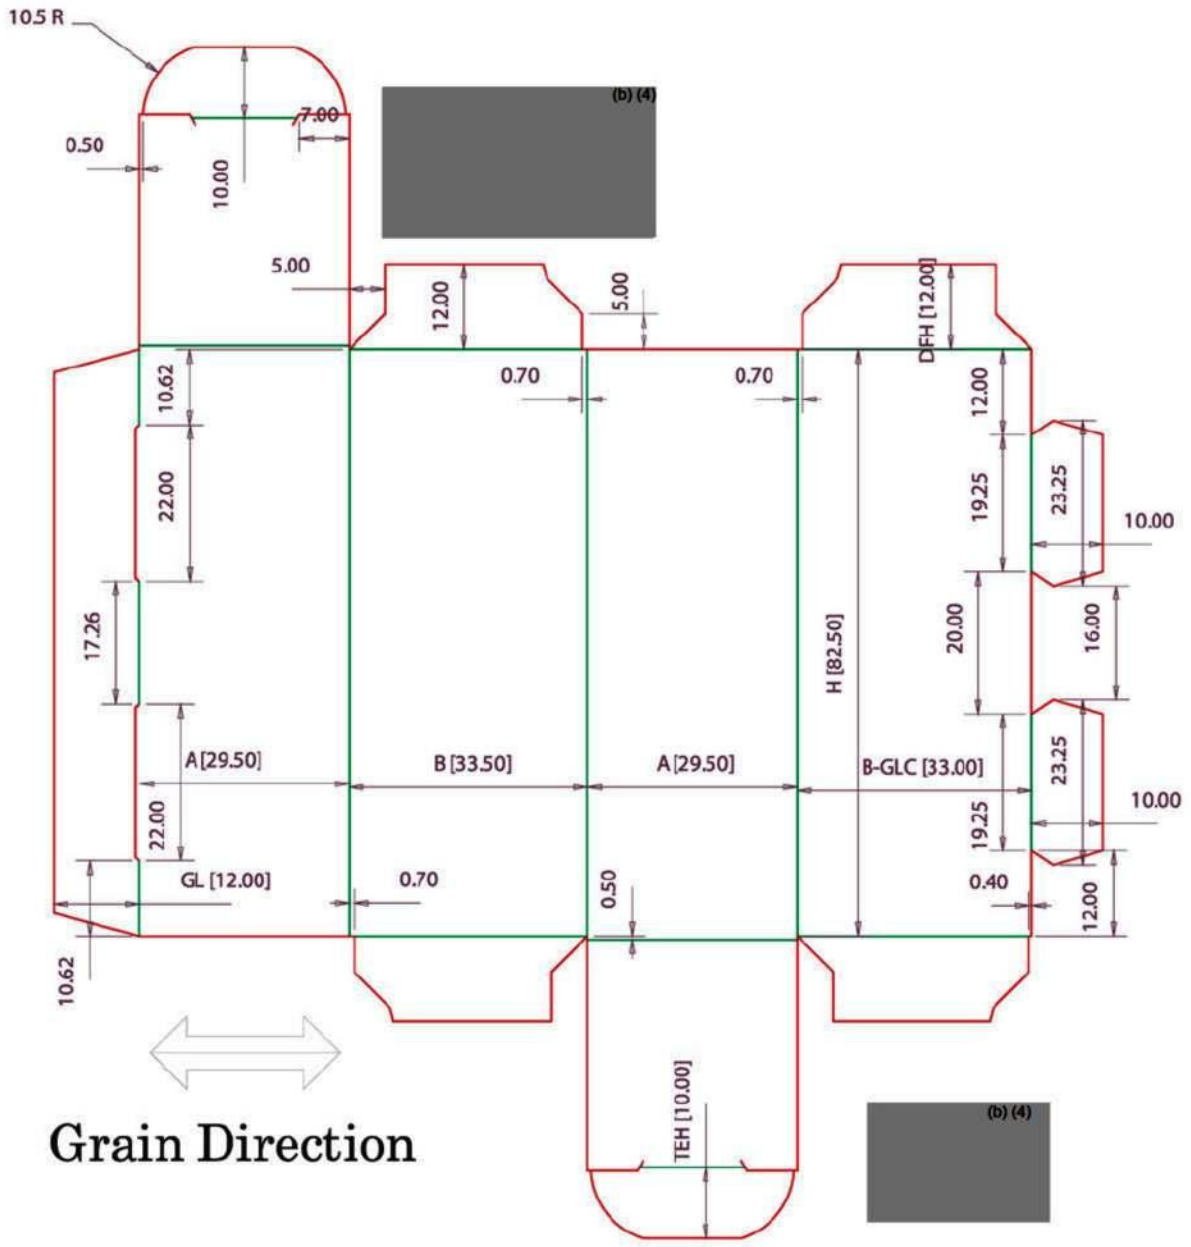 10.5 R
(b) (4)
7.00
0.50
10.00
5.00
12.00
5.00
DFH [12.00]
10.62
0.70
0.70
12.00
22.00
19.25
23.25
10.00
17.26
H [82.50]
20.00
16.00
A [29.50]
B [33.50]
A [29.50]
B-GLC [33.00]
23.25
22.00
19.25
10.00
GL [12.00]
0.70
0.50
0.40
12.00
10.62
TEH [10.00]
(b) (4)
Grain Direction